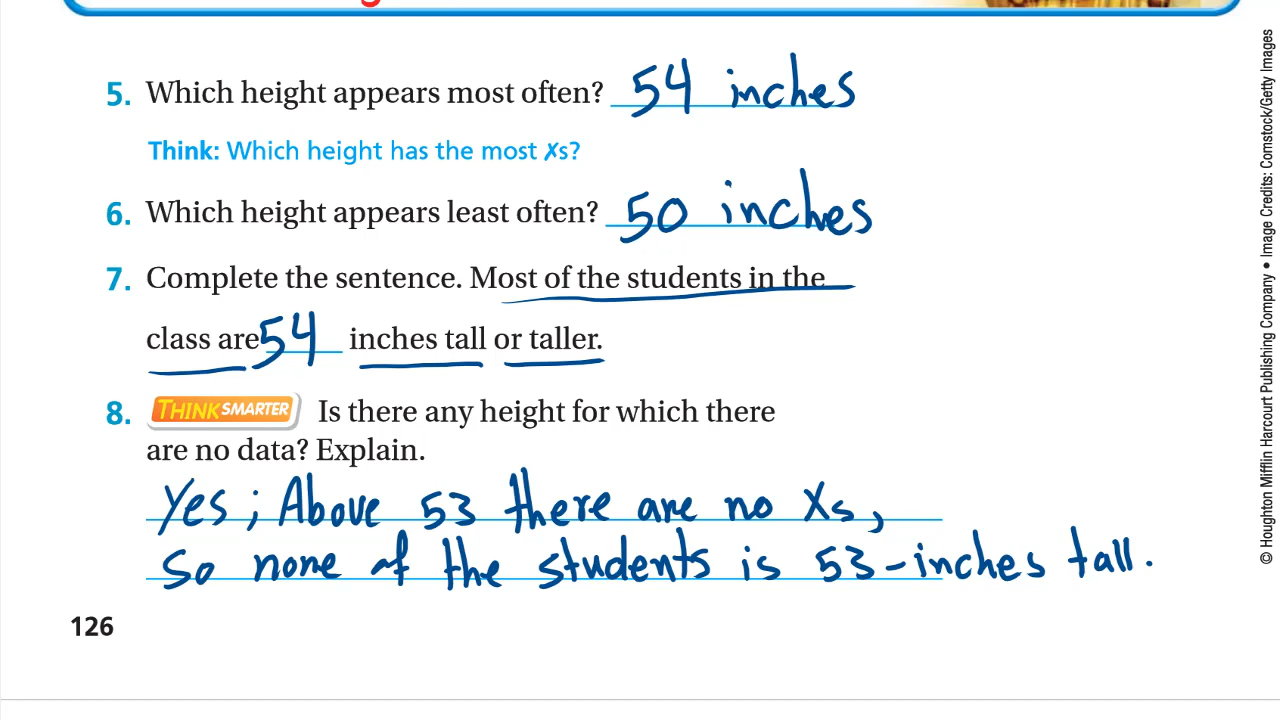 5. Which height appears most often? 54 inches
Think: Which height has the most ✗s?
6. Which height appears least often? 50 inches
7. Complete the sentence. Most of the students in the
class are 54 inches tall or taller.
8. THINK SMARTER Is there any height for which there
are no data? Explain.
Yes; Above 53 there are no Xs,
so none of the students is 53-inches tall.
126
© Houghton Mifflin Harcourt Publishing Company • Image Credits: Comstock/Getty Images